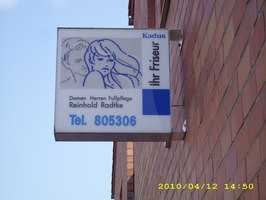 Kadus
Ihr Friseur
Damen Herren Fußpflege
Reinhold Radtke
Tel. 805306
2010/04/12 14:50